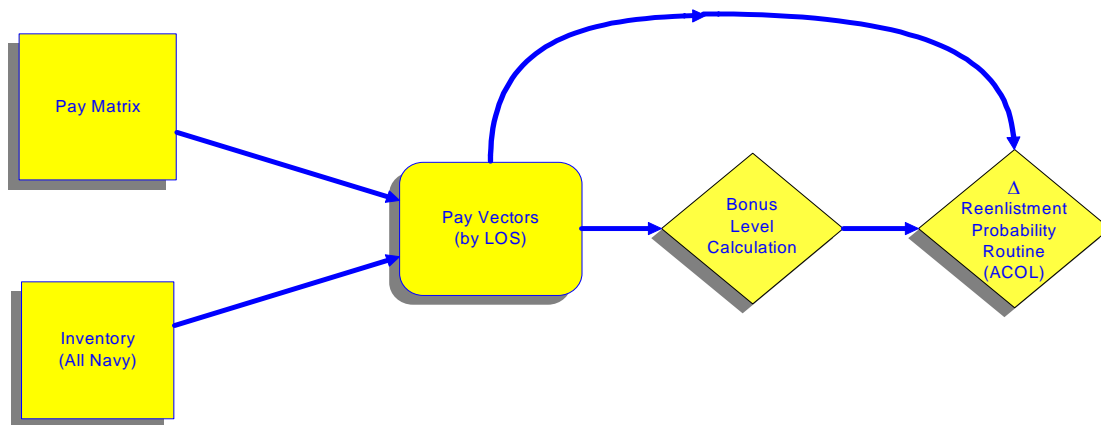 Pay Matrix
Inventory
(All Navy)
Pay Vectors
(by LOS)
Bonus
Level
Calculation
Δ
Reenlistment
Probability
Routine
(ACOL)